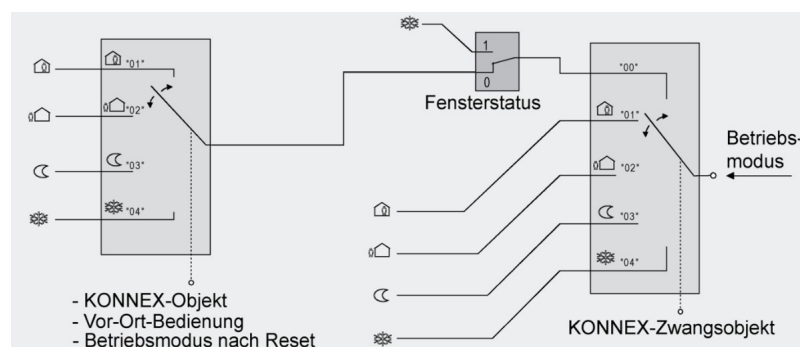 "01"
"02"
"03"
"04"
- KONNEX-Objekt
- Vor-Ort-Bedienung
- Betriebsmodus nach Reset
1
0
Fensterstatus
"00"
"01"
"02"
"03"
"04"
Betriebs-
modus
KONNEX-Zwangsobjekt